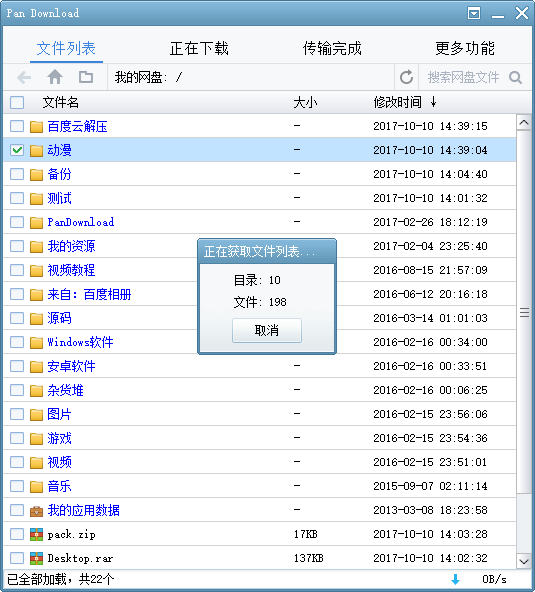 Pan Download
文件列表 正在下载 传输完成 更多功能
我的网盘: / 搜索网盘文件
文件名 大小 修改时间 ↓
百度云解压 - 2017-10-10 14:39:15
动漫 - 2017-10-10 14:39:04
备份 - 2017-10-10 14:04:40
测试 - 2017-10-10 14:01:32
PanDownload - 2017-02-26 18:12:19
我的资源 2017-02-04 23:25:40
正在获取文件列表...
视频教程 2016-08-15 21:57:09
目录: 10
来自：百度相册 2016-06-12 20:16:18
文件: 198
源码 2016-03-14 01:01:03
取消
Windows软件 2016-02-16 00:34:00
安卓软件 - 2016-02-16 00:33:51
杂货堆 - 2016-02-16 00:06:25
图片 - 2016-02-15 23:56:06
游戏 - 2016-02-15 23:54:36
视频 - 2016-02-15 23:51:01
音乐 - 2015-09-07 02:11:14
我的应用数据 - 2013-03-08 18:23:58
pack.zip 17KB 2017-10-10 14:03:28
Desktop.rar 137KB 2017-10-10 14:02:32
已全部加载，共22个 0B/s